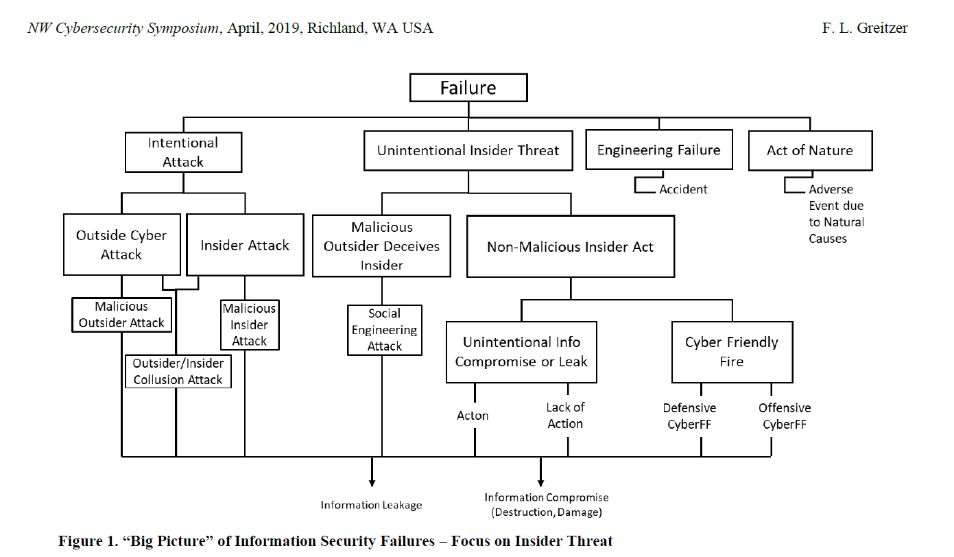 NW Cybersecurity Symposium, April, 2019, Richland, WA USA
F. L. Greitzer
Failure
Intentional
Attack
Unintentional Insider Threat
Engineering Failure
Act of Nature
Accident
Adverse
Event due
to Natural
Causes
Outside Cyber
Attack
Insider Attack
Malicious
Outsider Deceives
Insider
Non-Malicious Insider Act
Malicious
Outsider Attack
Malicious
Insider
Attack
Social
Engineering
Attack
Outsider/Insider
Collusion Attack
Unintentional Info
Compromise or Leak
Cyber Friendly
Fire
Acton
Lack of
Action
Defensive
CyberFF
Offensive
CyberFF
Information Leakage
Information Compromise
(Destruction, Damage)
Figure 1. “Big Picture” of Information Security Failures – Focus on Insider Threat